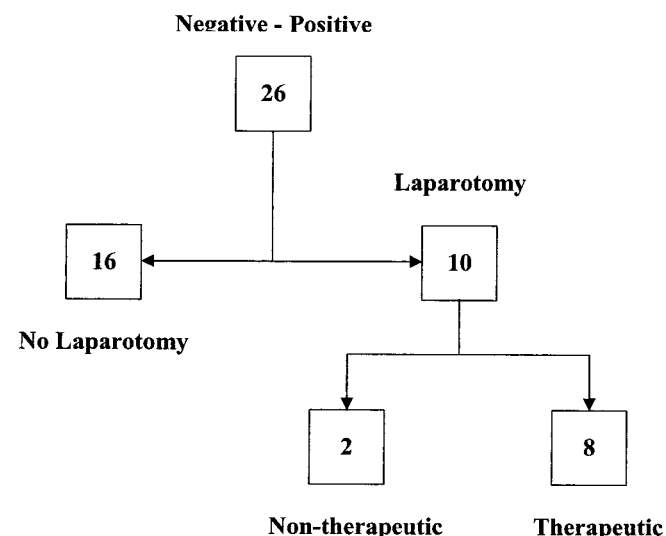 Negative - Positive
26
Laparotomy
16
10
No Laparotomy
2
8
Non-therapeutic
Therapeutic